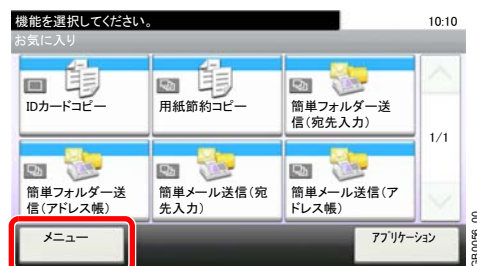 機能を選択してください。
10:10
お気に入り
IDカードコピー
用紙節約コピー
簡単フォルダー送
信(宛先入力)
1/1
簡単フォルダー送
信(アドレス帳)
簡単メール送信(宛
先入力)
簡単メール送信(ア
ドレス帳)
メニュー
アプリケーション
GB0056_00